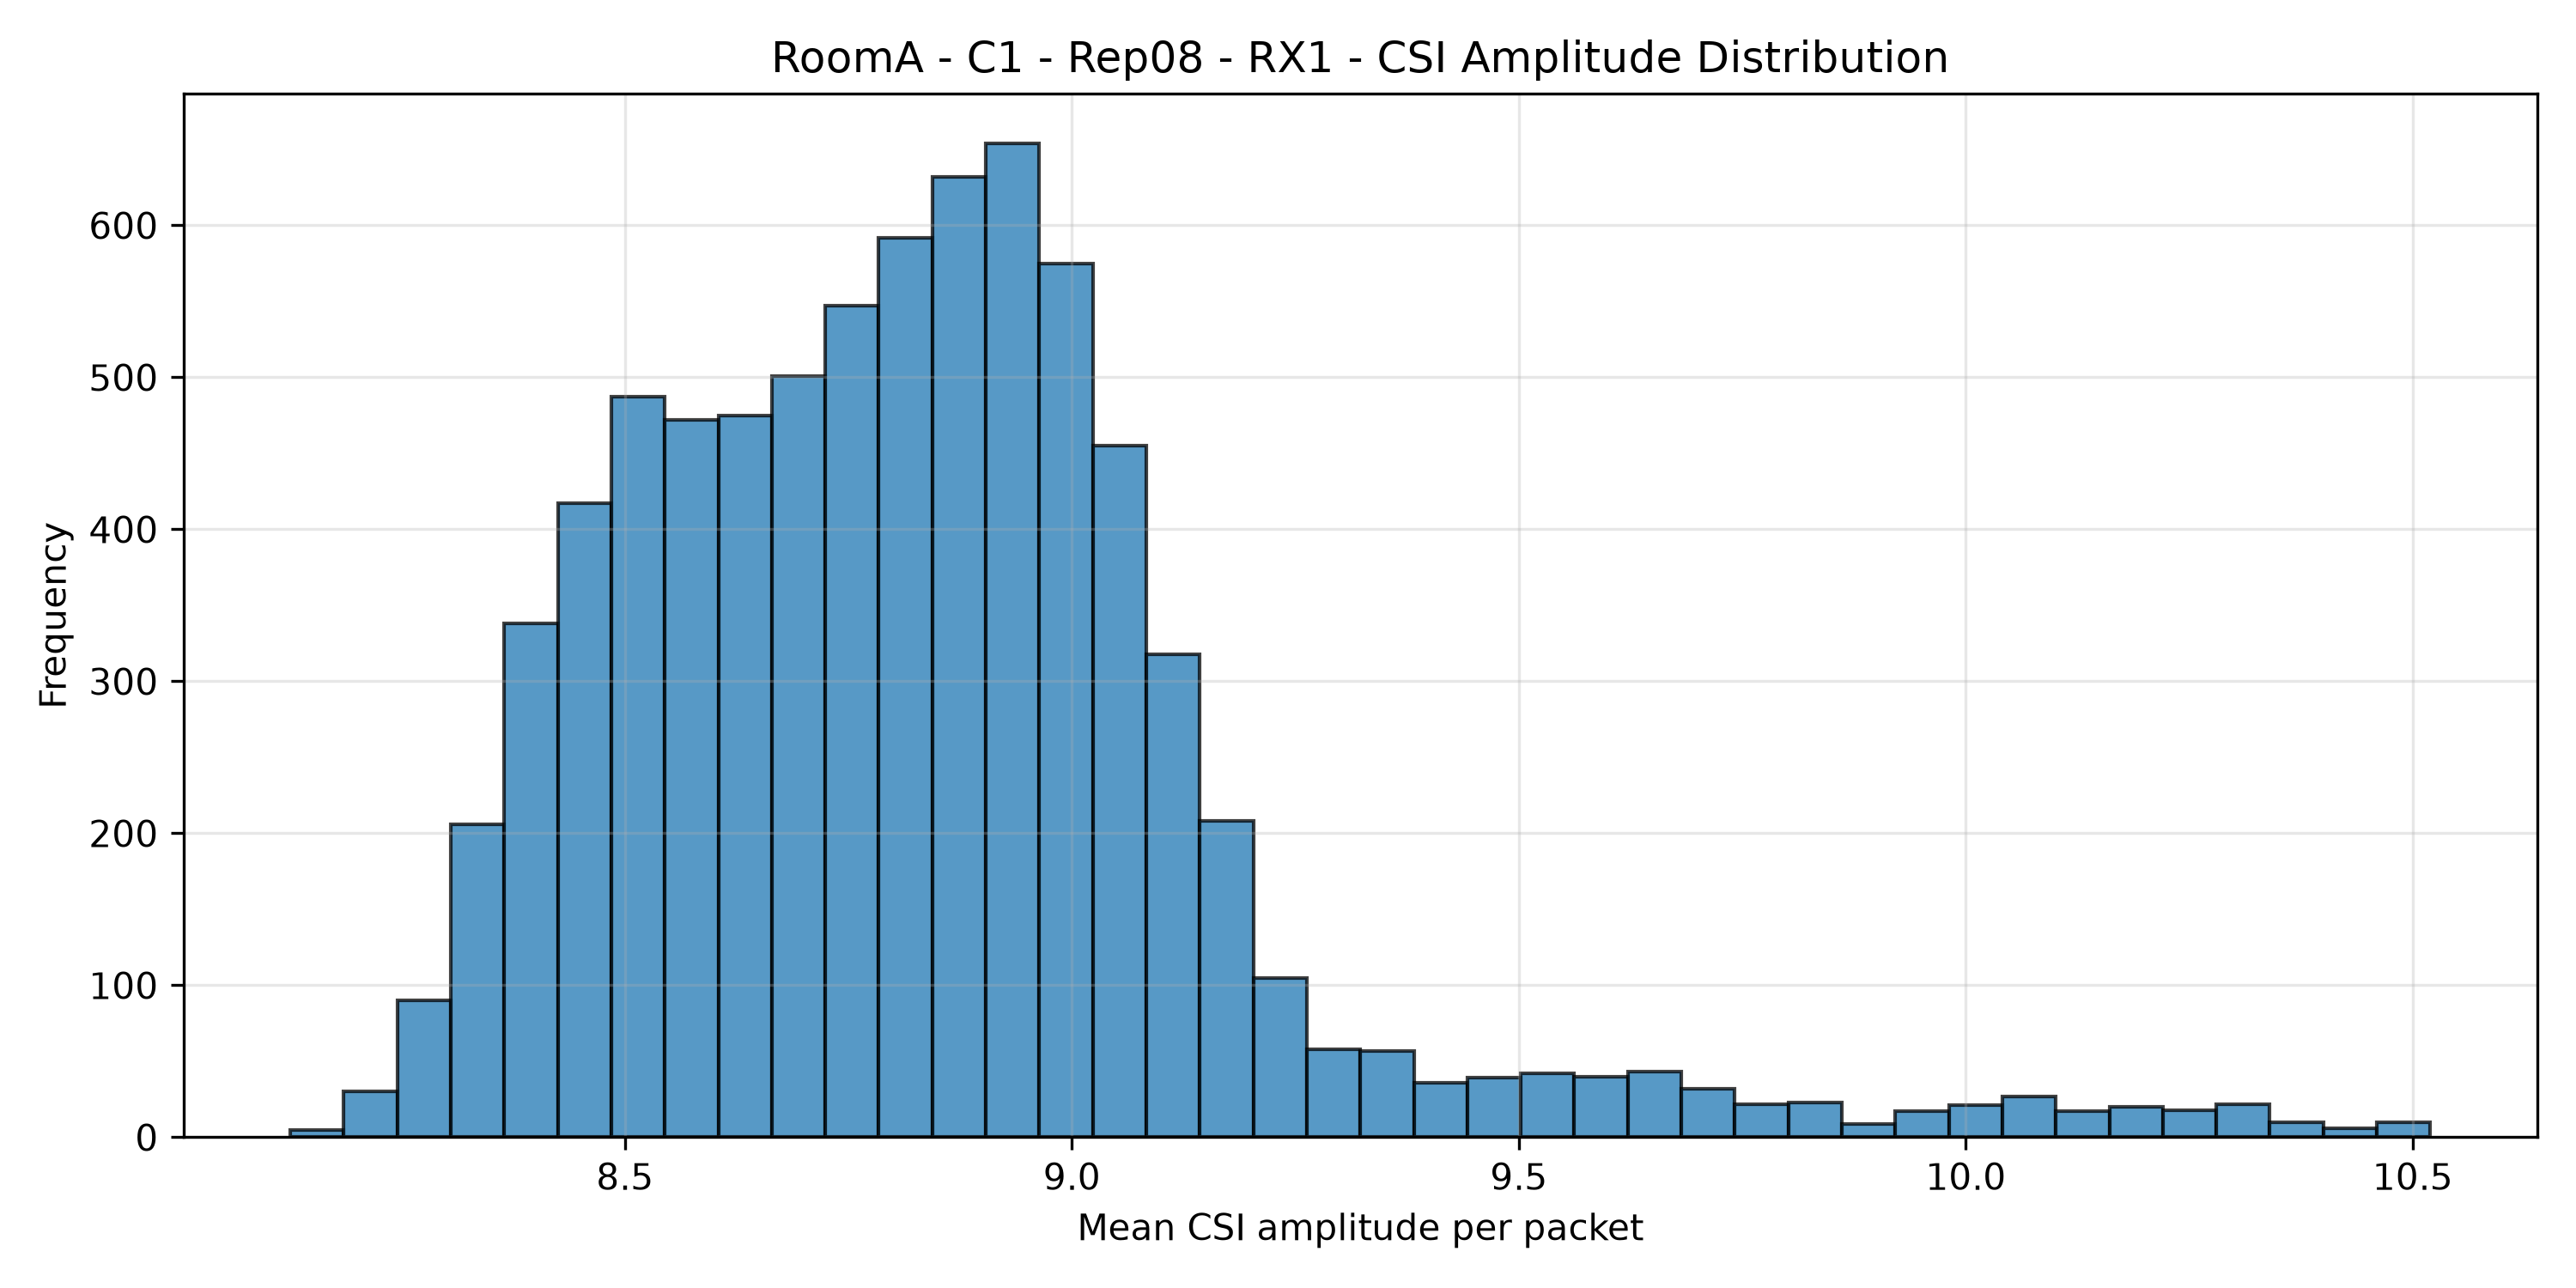 RoomA - C1 - Rep08 - RX1 - CSI Amplitude Distribution
Frequency
600
500
400
300
200
100
0
8.5 9.0 9.5 10.0 10.5
Mean CSI amplitude per packet